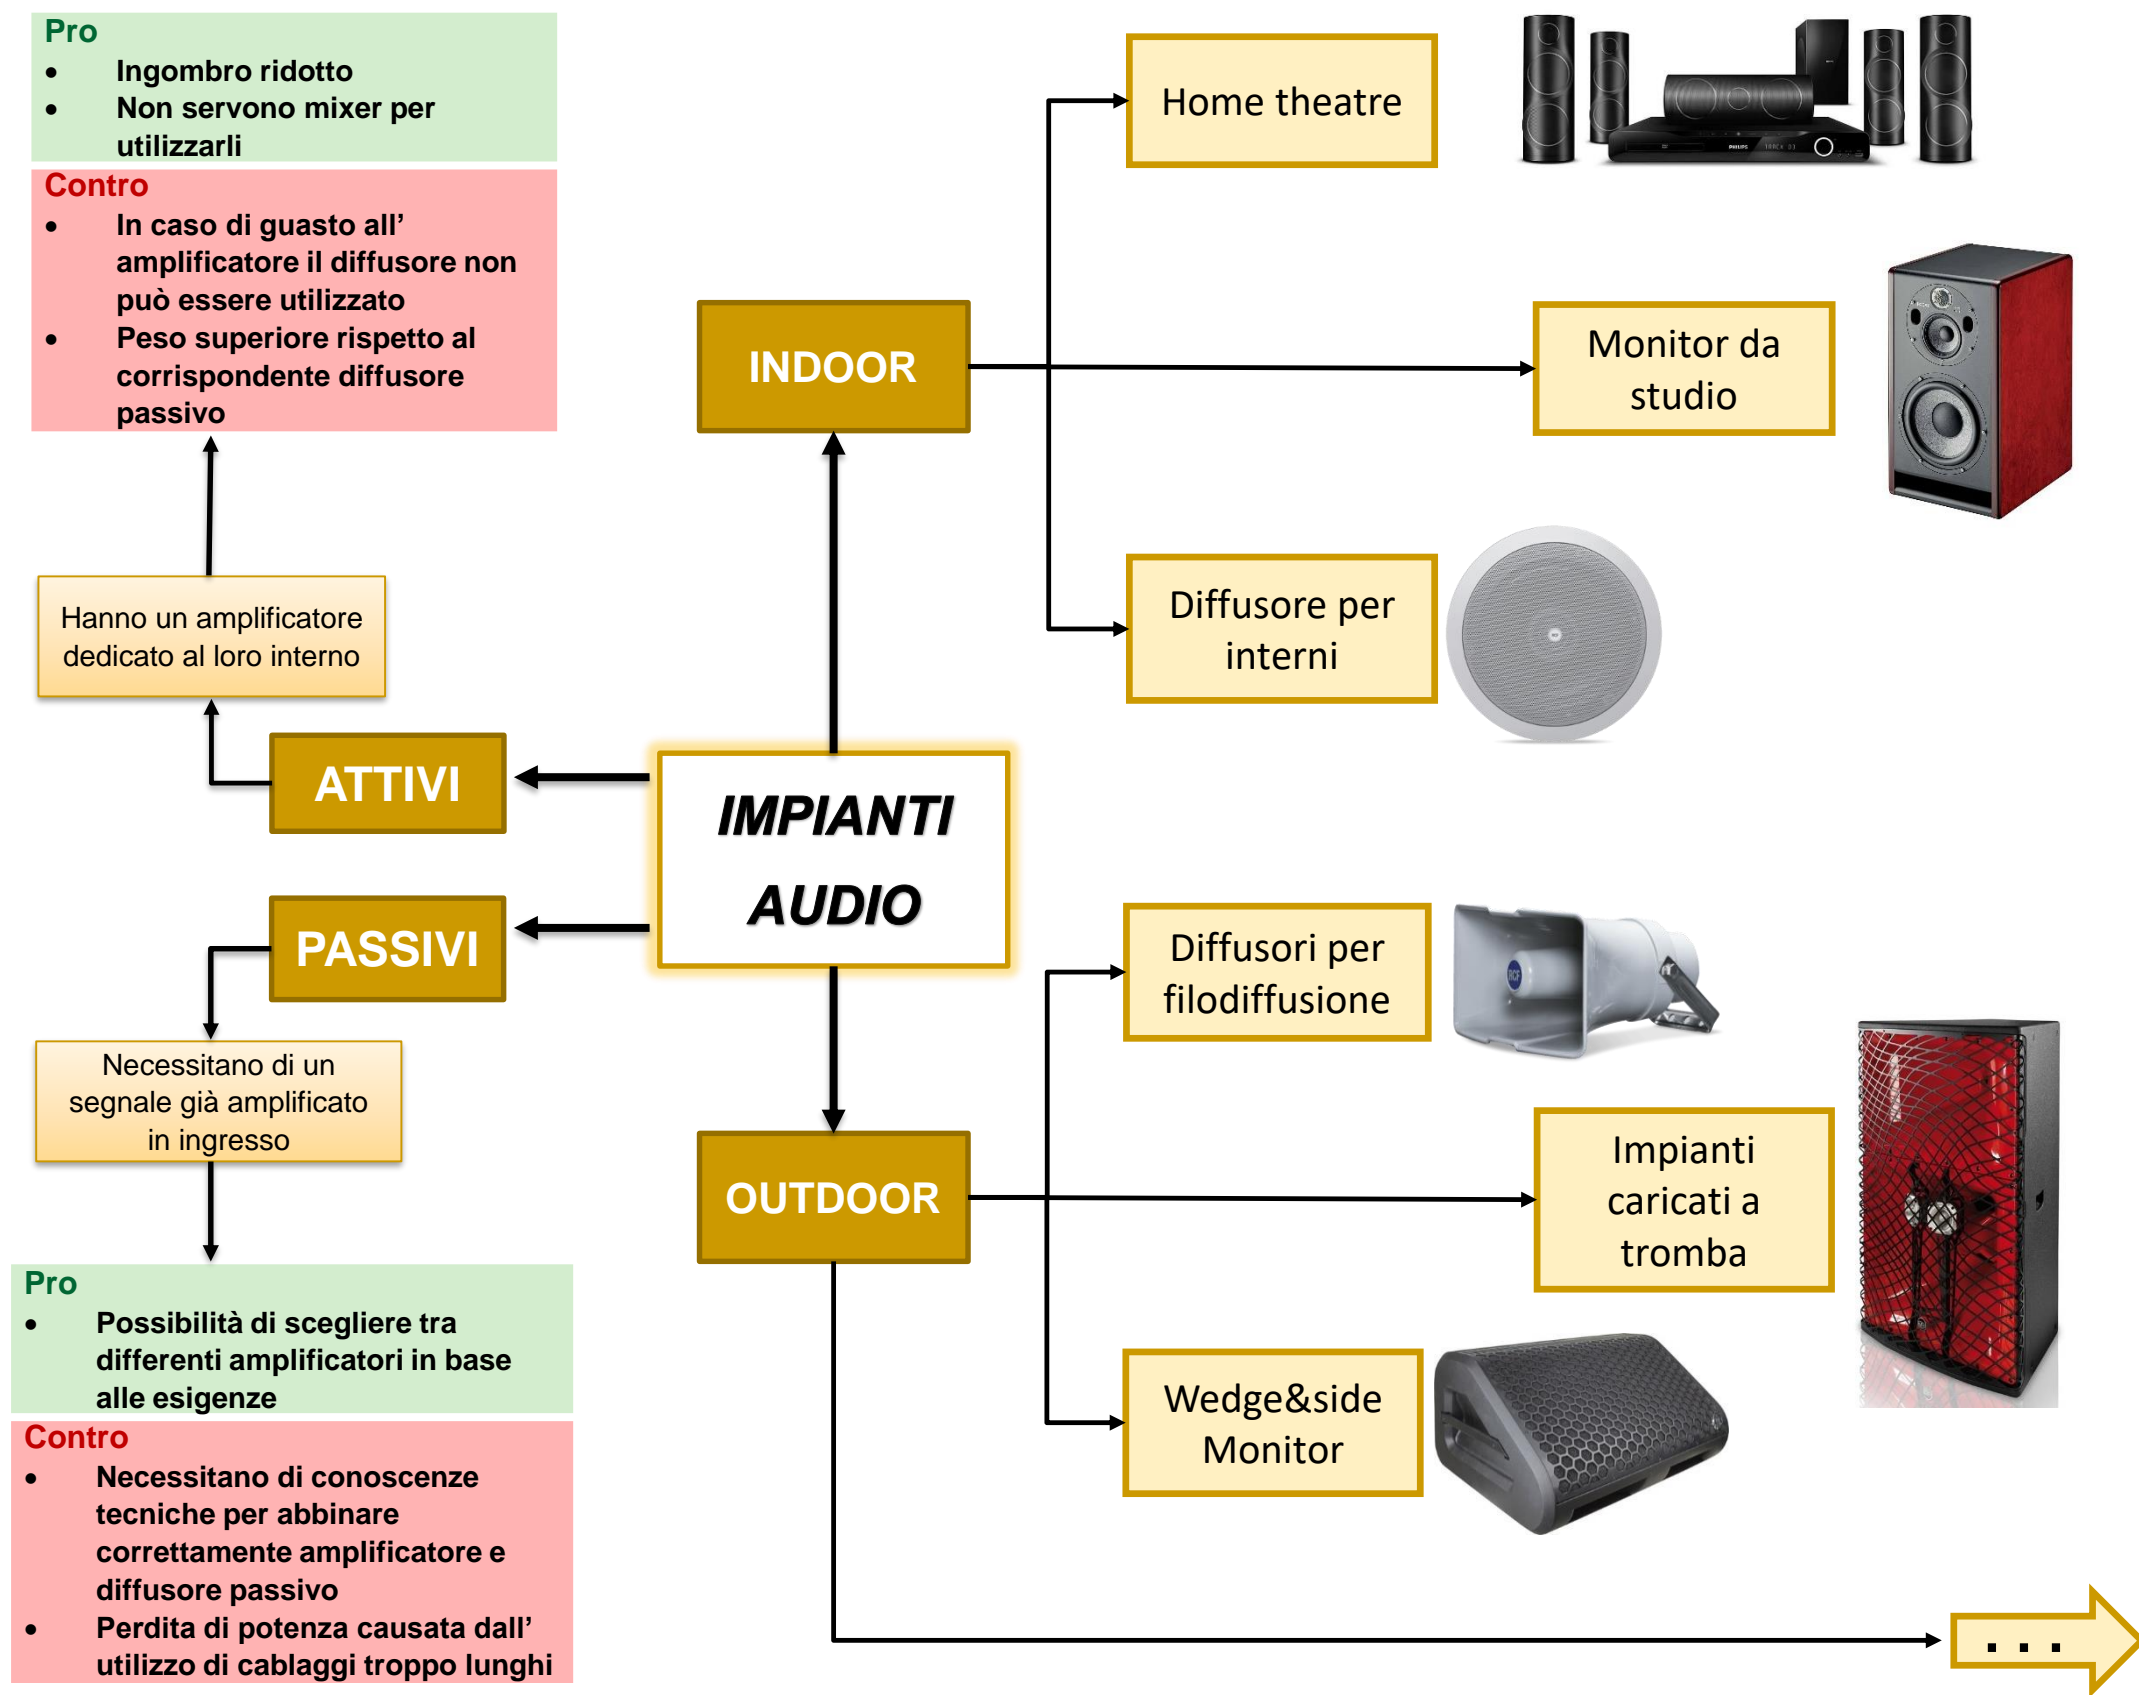 Pro
• Ingombro ridotto
• Non servono mixer per
utilizzarli
Contro
• In caso di guasto all’
amplificatore il diffusore non
può essere utilizzato
• Peso superiore rispetto al
corrispondente diffusore
passivo
Hanno un amplificatore
dedicato al loro interno
ATTIVI
PASSIVI
Necessitano di un
segnale già amplificato
in ingresso
Pro
• Possibilità di scegliere tra
differenti amplificatori in base
alle esigenze
Contro
• Necessitano di conoscenze
tecniche per abbinare
correttamente amplificatore e
diffusore passivo
• Perdita di potenza causata dall’
utilizzo di cablaggi troppo lunghi
IMPIANTI
AUDIO
INDOOR
Home theatre
PHILIPS
Monitor da
studio
Diffusore per
interni
OUTDOOR
Diffusori per
filodiffusione
RCF
Impianti
caricati a
tromba
Wedge&side
Monitor
. . .